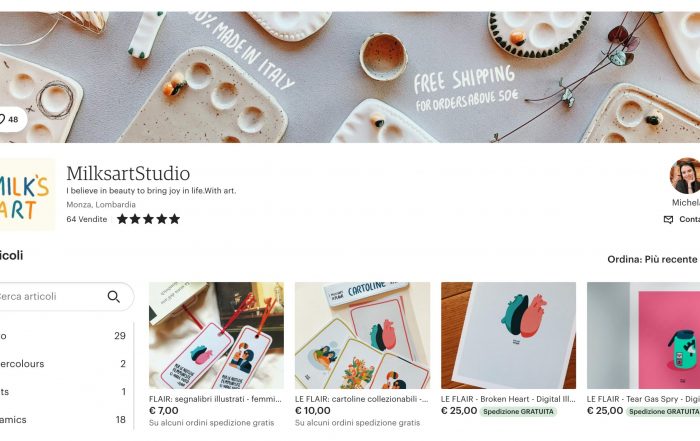 100% MADE IN ITALY
FREE SHIPPING
FOR ORDERS ABOVE 50€
48
MILK'S
ART
MilksartStudio
I believe in beauty to bring joy in life.With art.
Monza, Lombardia
64 Vendite
Michela
Conta
icoli
Ordina: Più recente
Cerca articoli
o 29
ercolours 2
ts 1
amics 18
CARTOLINE
FLAIR: segnalibri illustrati - femmi...
€ 7,00
Su alcuni ordini spedizione gratis
LE FLAIR: cartoline collezionabili -...
€ 10,00
Su alcuni ordini spedizione gratis
LE FLAIR - Broken Heart - Digital Ill...
€ 25,00 Spedizione GRATUITA
LE FLAIR - Tear Gas Spry - Digi
€ 25,00 Spedizione GRATUITA